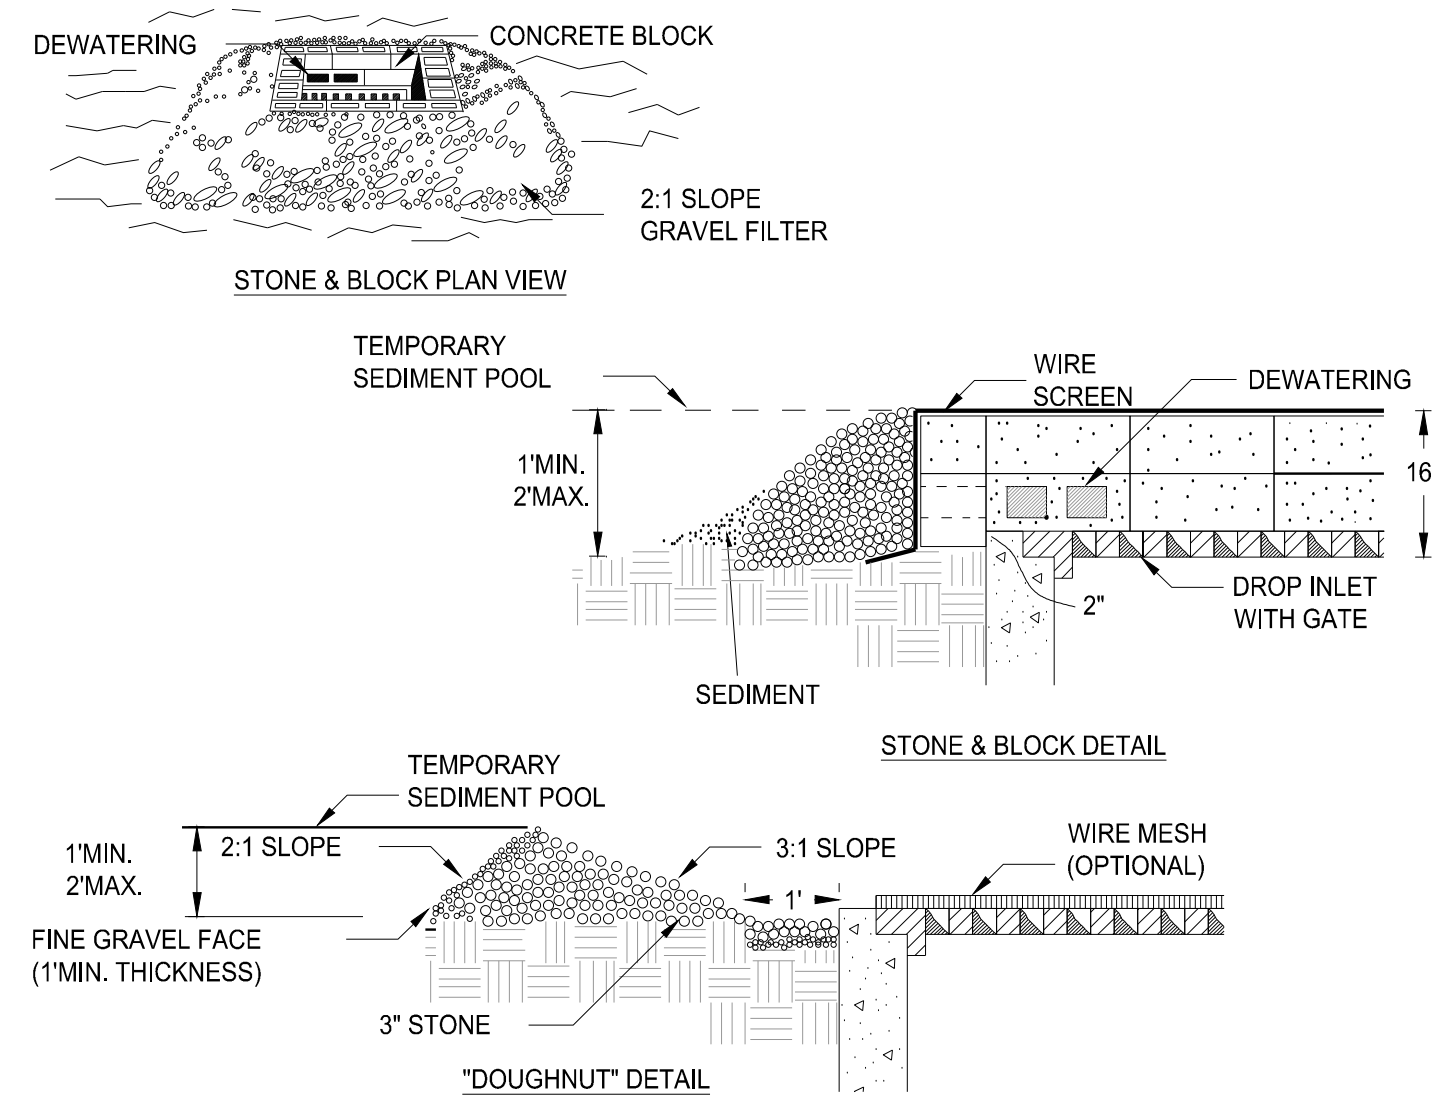 DEWATERING
CONCRETE BLOCK
2:1 SLOPE
GRAVEL FILTER
STONE & BLOCK PLAN VIEW
TEMPORARY
SEDIMENT POOL
WIRE
SCREEN
DEWATERING
1'MIN.
2'MAX.
16
DROP INLET
WITH GATE
2"
SEDIMENT
STONE & BLOCK DETAIL
TEMPORARY
SEDIMENT POOL
1'MIN.
2'MAX.
2:1 SLOPE
3:1 SLOPE
WIRE MESH
(OPTIONAL)
1'
FINE GRAVEL FACE
(1'MIN. THICKNESS)
3" STONE
"DOUGHNUT" DETAIL